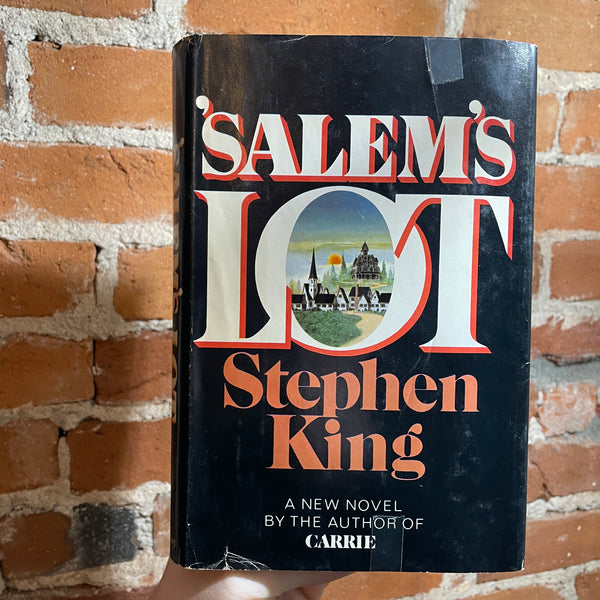 'SALEM'S
LOT
Stephen
King
A NEW NOVEL
BY THE AUTHOR OF
CARRIE